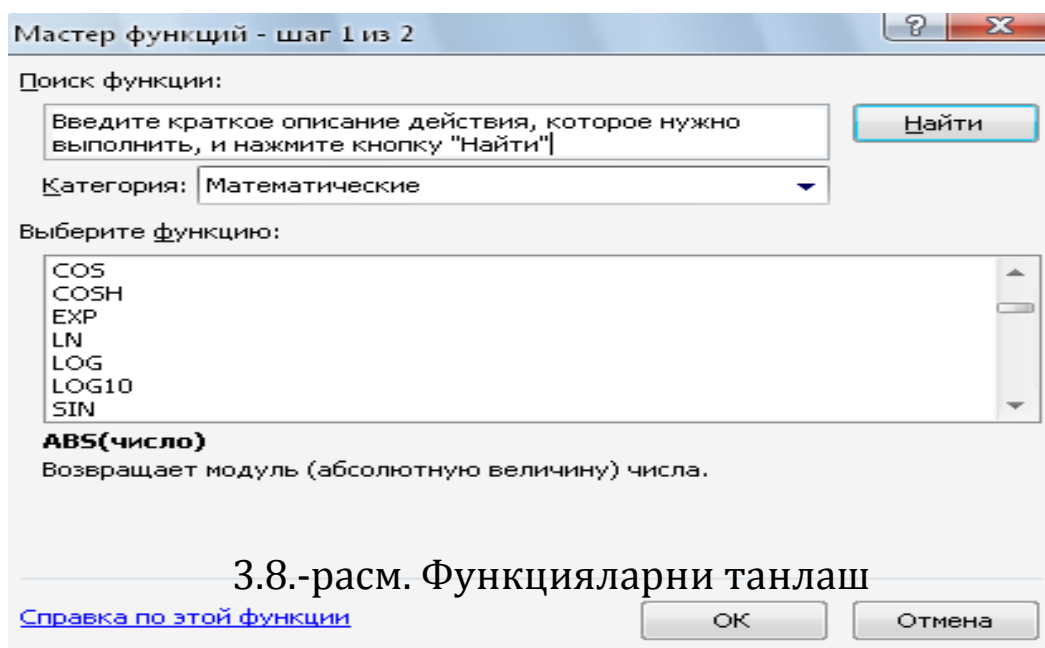 Мастер функций - шаг 1 из 2
Поиск функции:
Введите краткое описание действия, которое нужно
выполнить, и нажмите кнопку "Найти"
Найти
Категория: Математические
Выберите функцию:
COS
COSH
EXP
LN
LOG
LOG10
SIN
ABS(число)
Возвращает модуль (абсолютную величину) числа.
3.8.-расм. Функцияларни танлаш
Справка по этой функции
ОК
Отмена